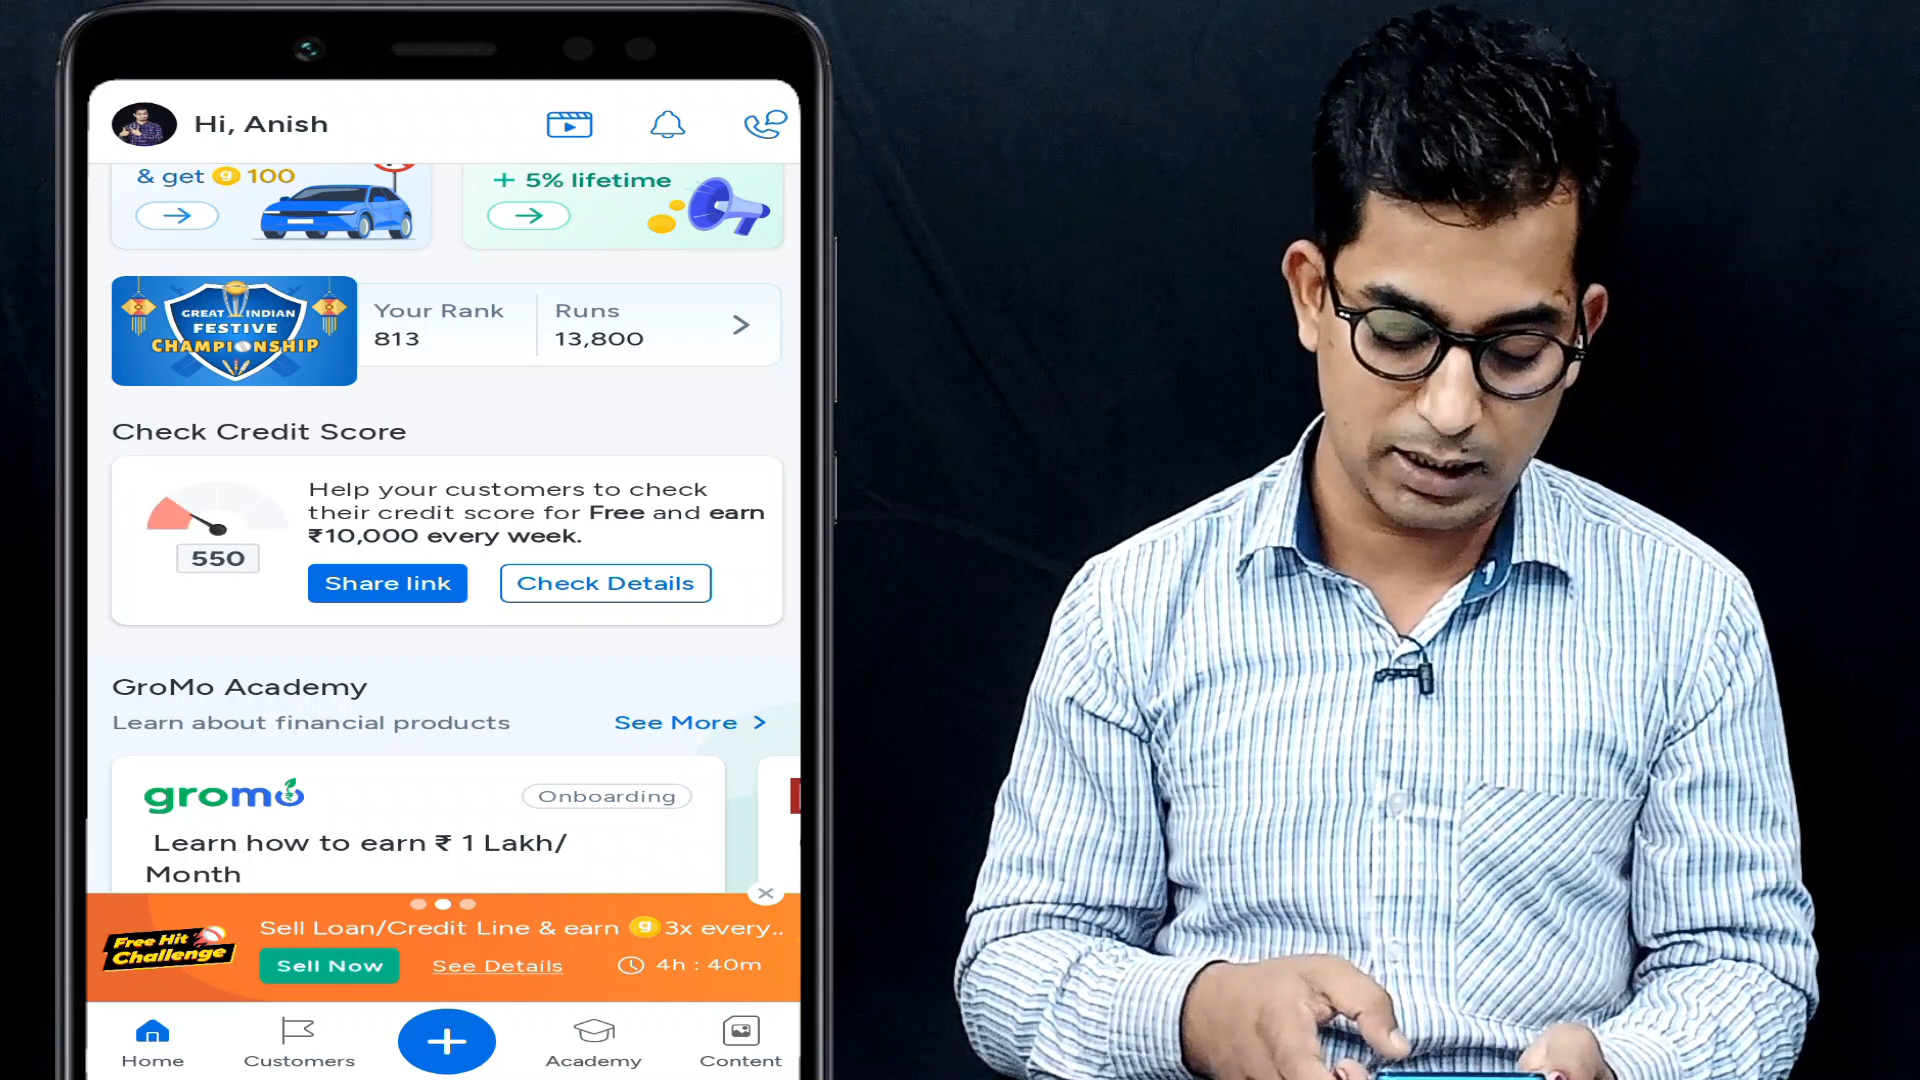 Hi, Anish
& get g 100
+ 5% lifetime
GREAT INDIAN
FESTIVE
CHAMPIONSHIP
Your Rank
813
Runs
13,800
Check Credit Score
550
Help your customers to check
their credit score for Free and earn
₹10,000 every week.
Share link
Check Details
GroMo Academy
Learn about financial products
See More >
gromo
Onboarding
Learn how to earn ₹ 1 Lakh/
Month
Free Hit
Challenge
Sell Loan/Credit Line & earn g 3x every..
Sell Now
See Details
4h : 40m
Home
Customers
Academy
Content